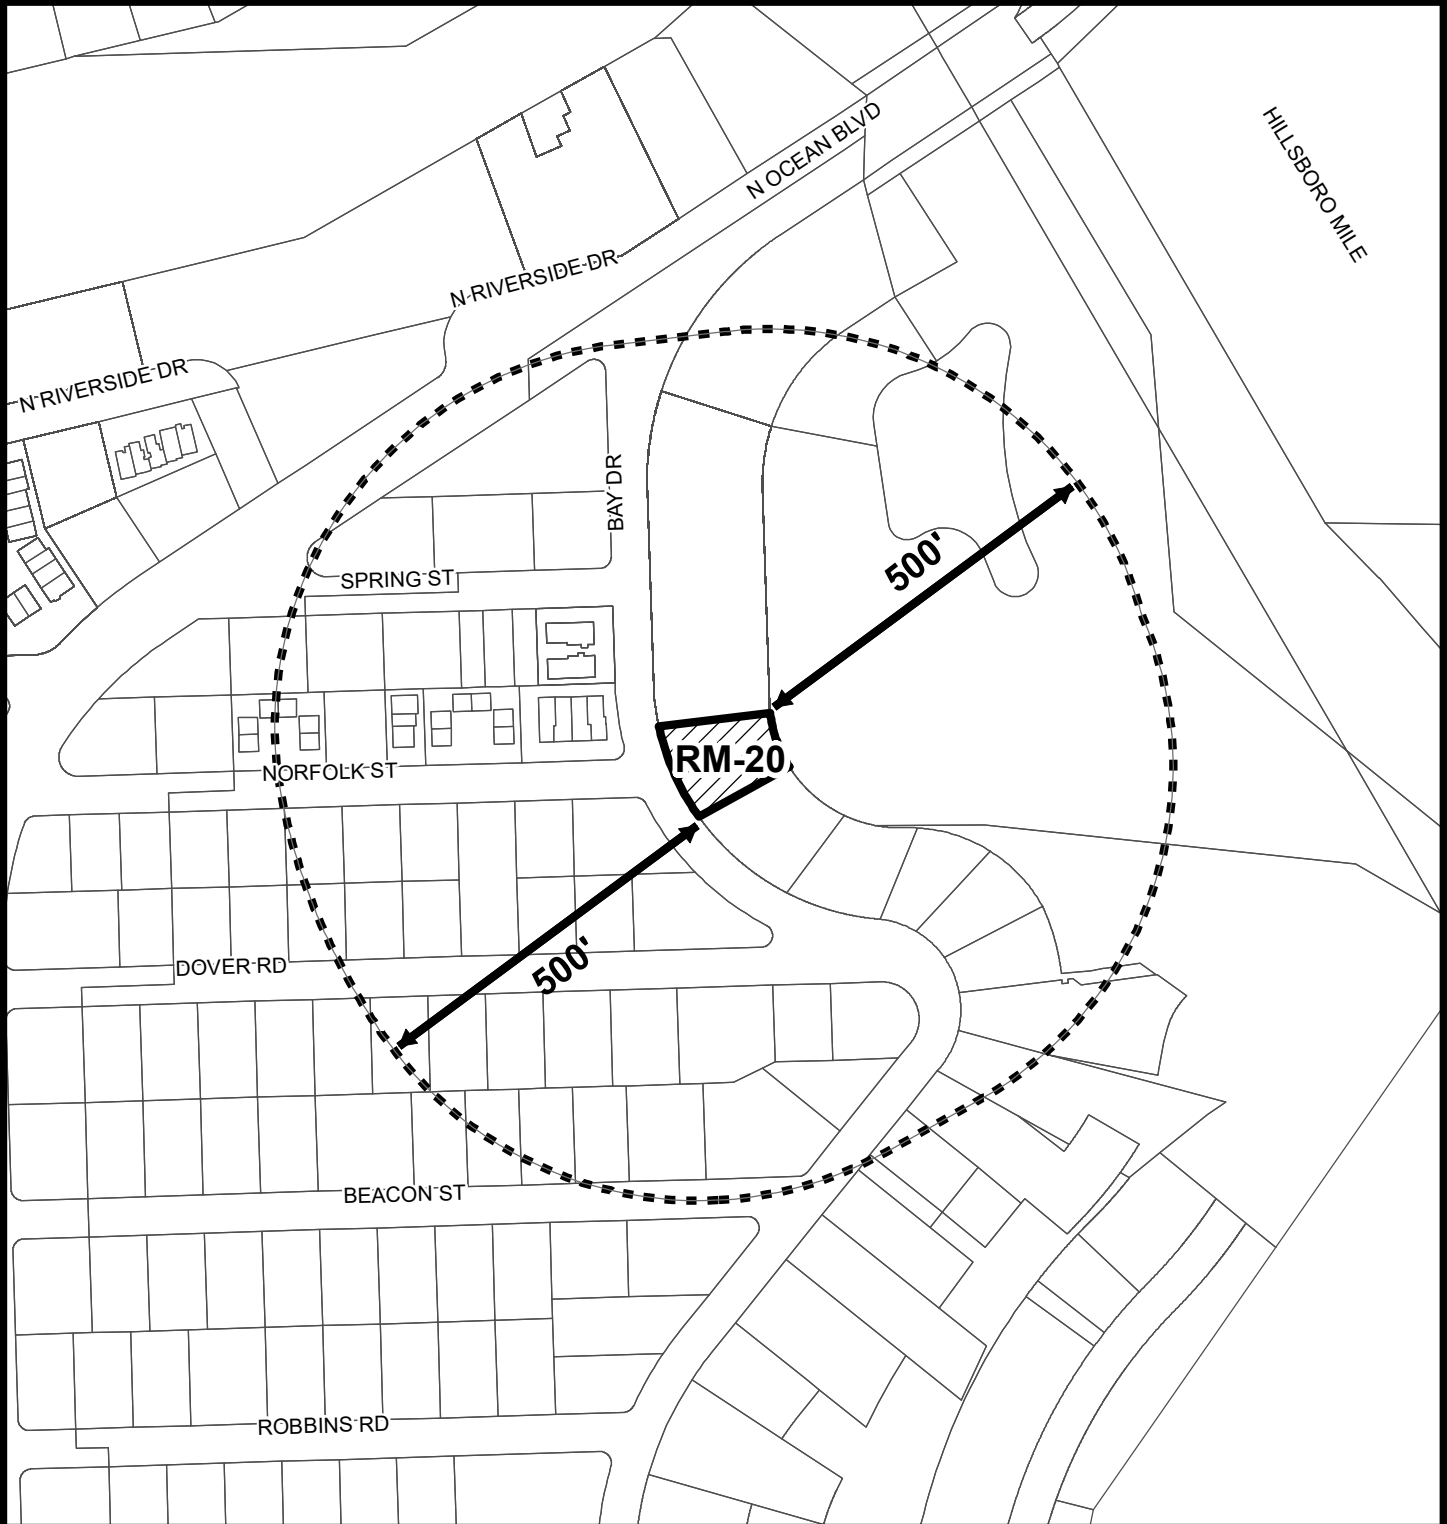 N OCEAN BLVD
HILLSBORO MILE
N RIVERSIDE DR
N RIVERSIDE DR
BAY DR
500'
SPRING ST
RM-20
NORFOLK ST
500'
DOVER RD
BEACON ST
ROBBINS RD